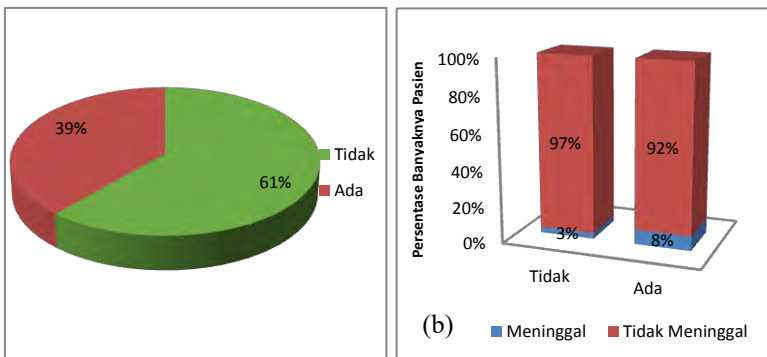 39%
61%
Tidak
Ada
Persentase Banyaknya Pasien
100%
80%
60%
40%
20%
0%
97%
92%
3%
8%
Tidak
Ada
(b)
Meninggal
Tidak Meninggal